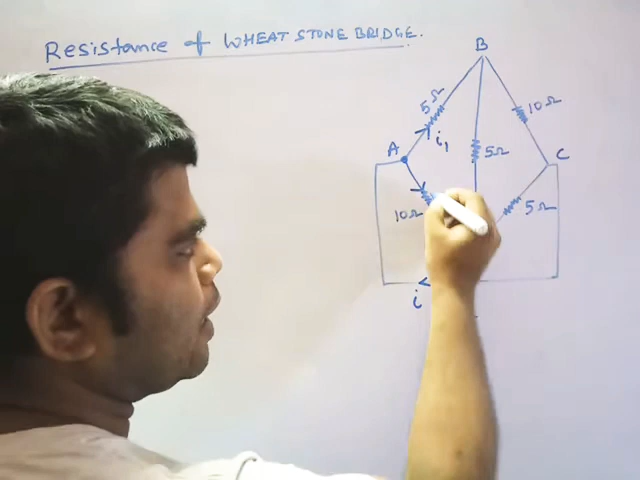 Resistance of WHEAT STONE BRIDGE.
B
5Ω
10Ω
i₁
A
5Ω
C
10Ω
5Ω
i